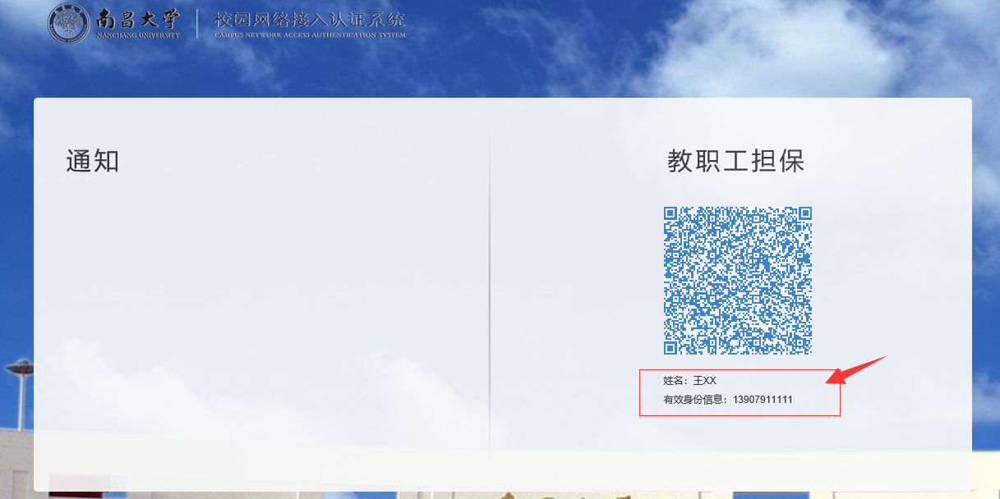 南昌大学
NANCHANG UNIVERSITY
校园网络接入认证系统
CAMPUS NETWORK ACCESS AUTHENTICATION SYSTEM
通知
教职工担保
姓名：王XX
有效身份信息：13907911111